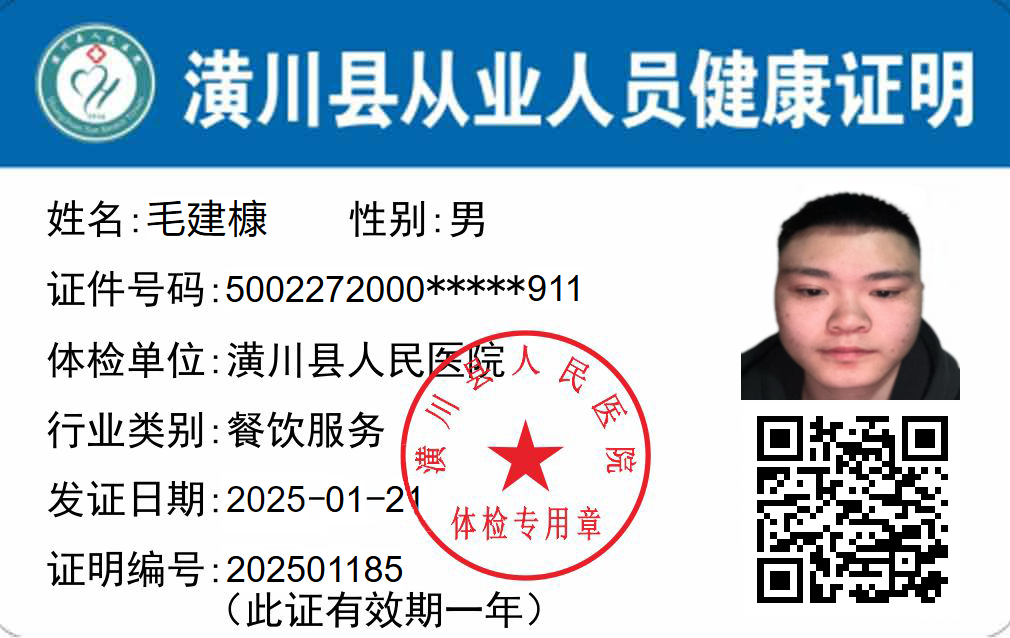 潢川县从业人员健康证明
姓名:毛建槺 性别:男
证件号码:5002272000*****911
体检单位:潢川县人民医院
行业类别:餐饮服务
发证日期:2025-01-21
证明编号:202501185
(此证有效期一年)
潢川县人民医院
体检专用章